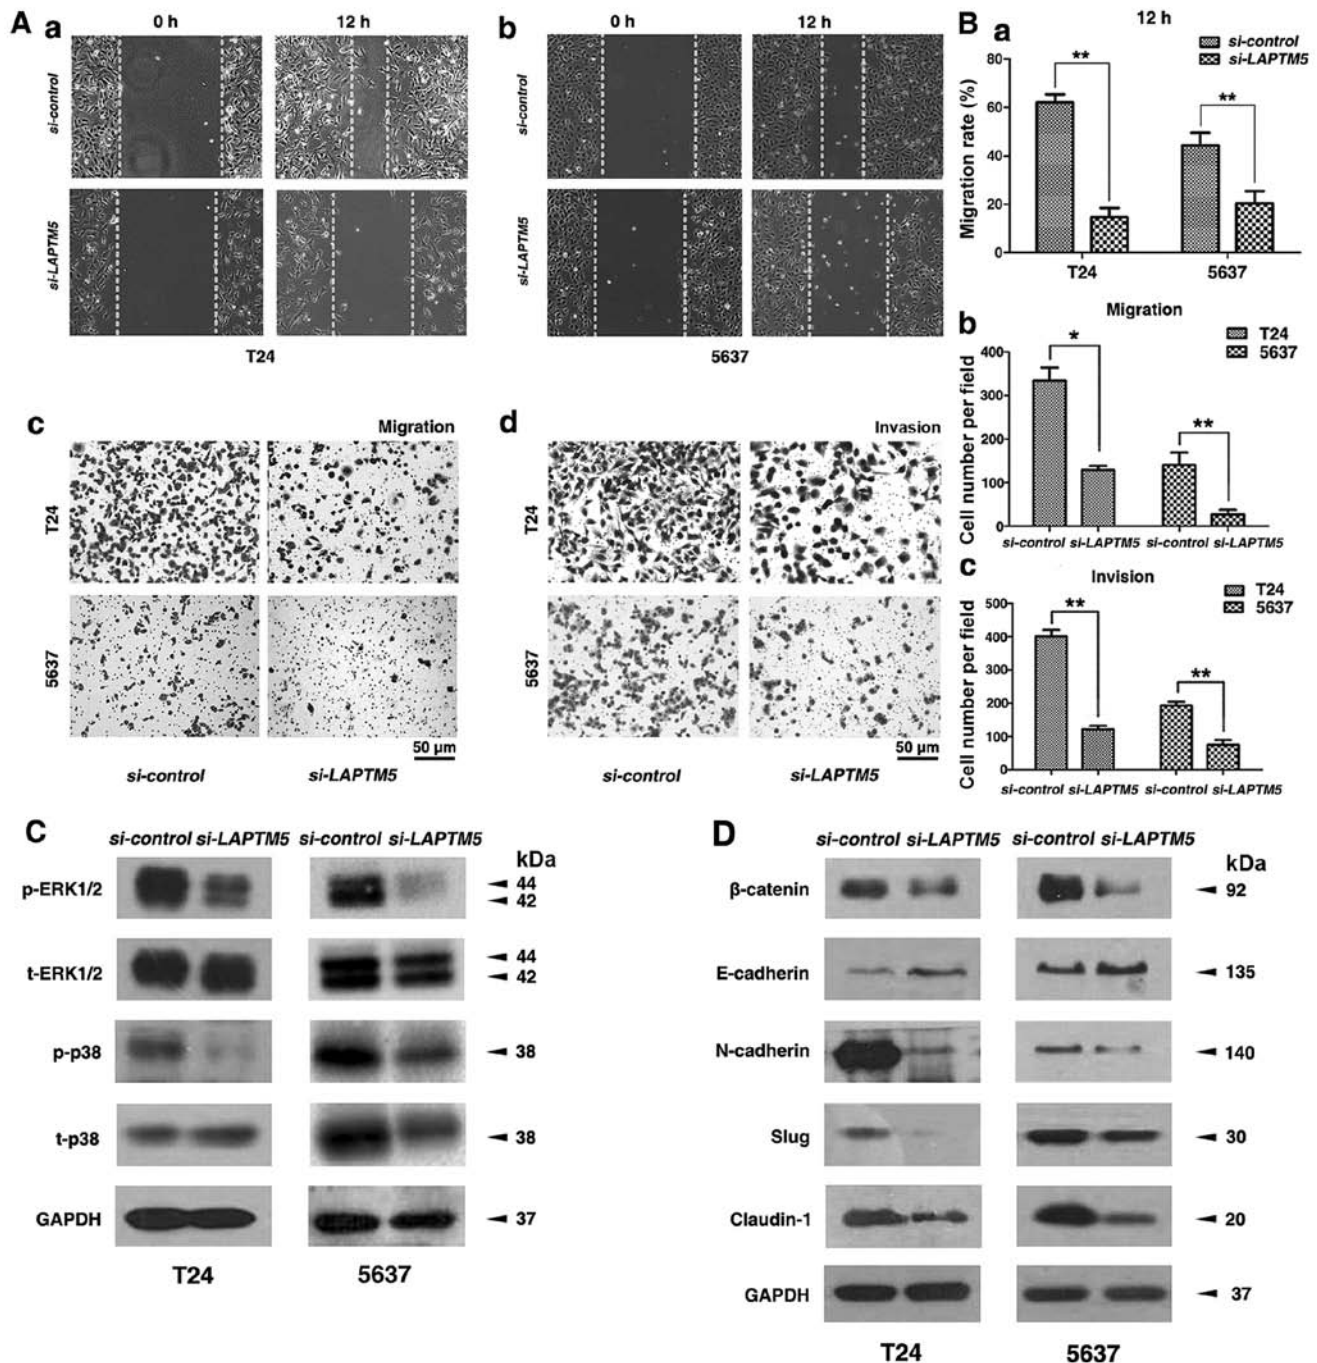 A
a
0 h
12 h
si-control
si-LAPTM5
T24
b
0 h
12 h
si-control
si-LAPTM5
5637
c
Migration
T24
5637
si-control
si-LAPTM5
50 µm
d
Invasion
T24
5637
si-control
si-LAPTM5
50 µm
B
a
12 h
si-control
si-LAPTM5
Migration rate (%)
80
60
40
20
0
**
**
T24
5637
b
Migration
T24
5637
Cell number per field
400
300
200
100
0
*
**
si-control si-LAPTM5 si-control si-LAPTM5
c
Invision
T24
5637
Cell number per field
500
400
300
200
100
0
**
**
si-control si-LAPTM5 si-control si-LAPTM5
C
si-control si-LAPTM5 si-control si-LAPTM5
kDa
p-ERK1/2
44
42
t-ERK1/2
44
42
p-p38
38
t-p38
38
GAPDH
37
T24
5637
D
si-control si-LAPTM5 si-control si-LAPTM5
kDa
β-catenin
92
E-cadherin
135
N-cadherin
140
Slug
30
Claudin-1
20
GAPDH
37
T24
5637